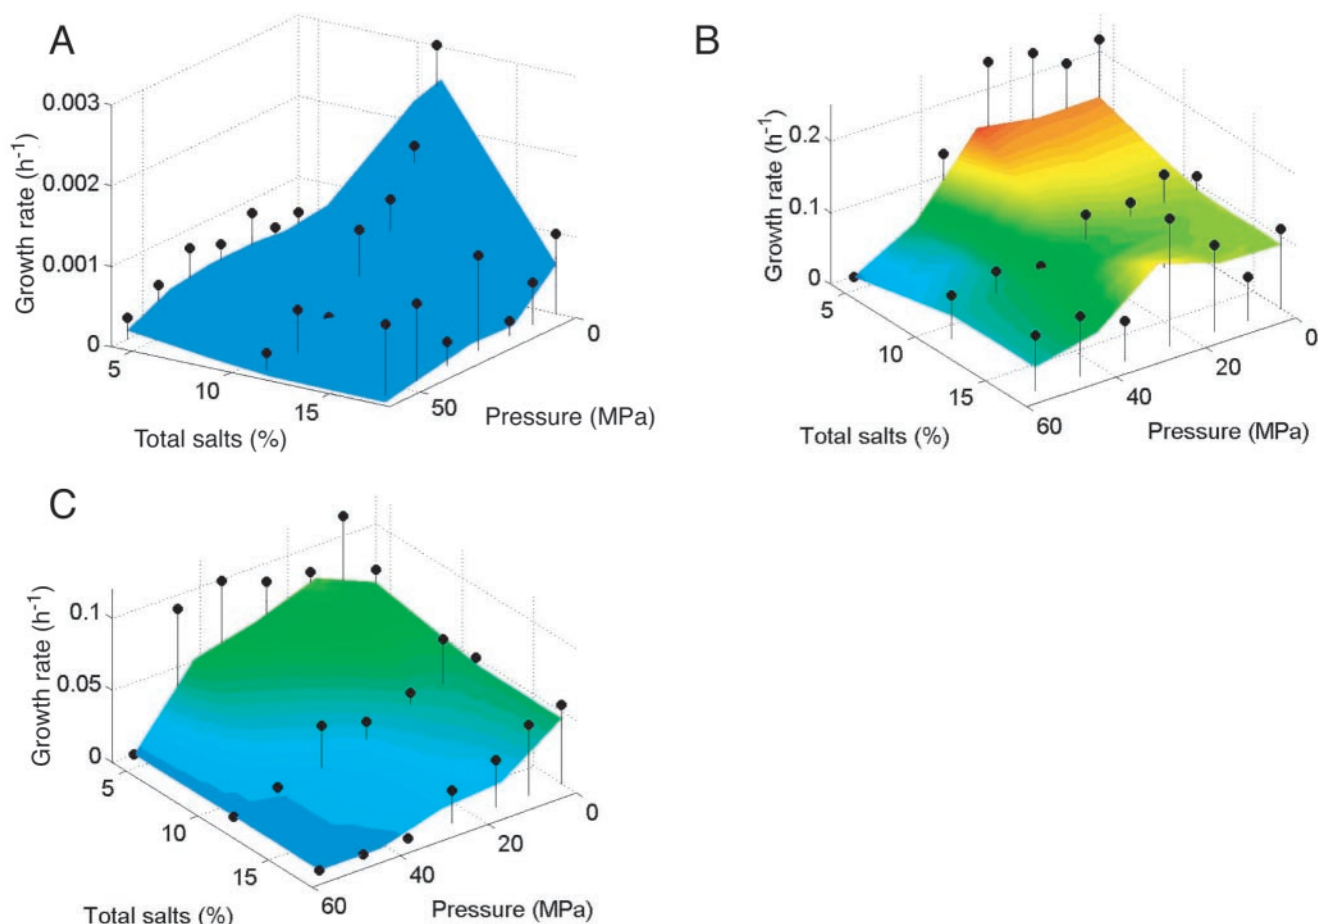 A
0.003
0.002
0.001
0
Growth rate (h⁻¹)
5
10
15
Total salts (%)
50
0
Pressure (MPa)
B
0.2
0.1
0
Growth rate (h⁻¹)
5
10
15
Total salts (%)
60
40
20
0
Pressure (MPa)
C
0.1
0.05
0
Growth rate (h⁻¹)
5
10
15
Total salts (%)
60
40
20
0
Pressure (MPa)